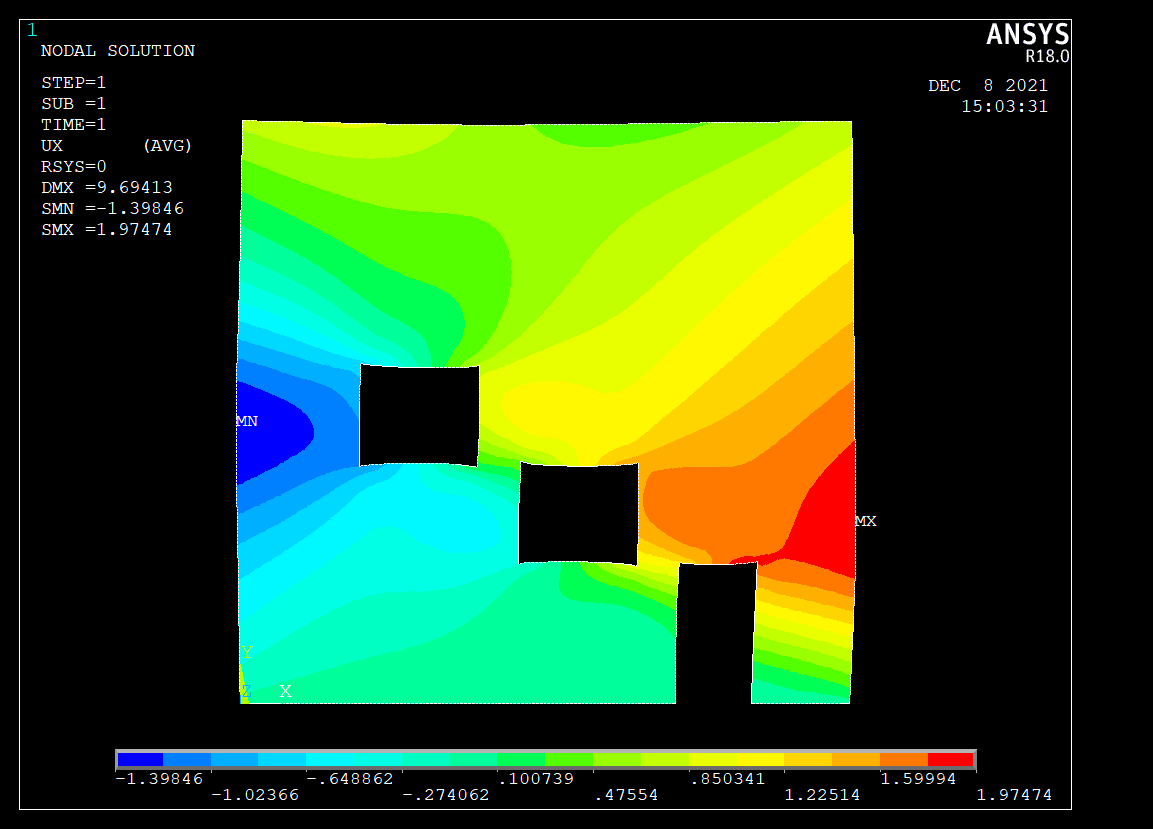 1
ANSYS
R18.0
NODAL SOLUTION
STEP=1
SUB =1
TIME=1
UX (AVG)
RSYS=0
DMX =9.69413
SMN =-1.39846
SMX =1.97474
DEC 8 2021
15:03:31
MN
MX
Y
Z X
-1.39846 -.648862 .100739 .850341 1.59994
-1.02366 -.274062 .47554 1.22514 1.97474